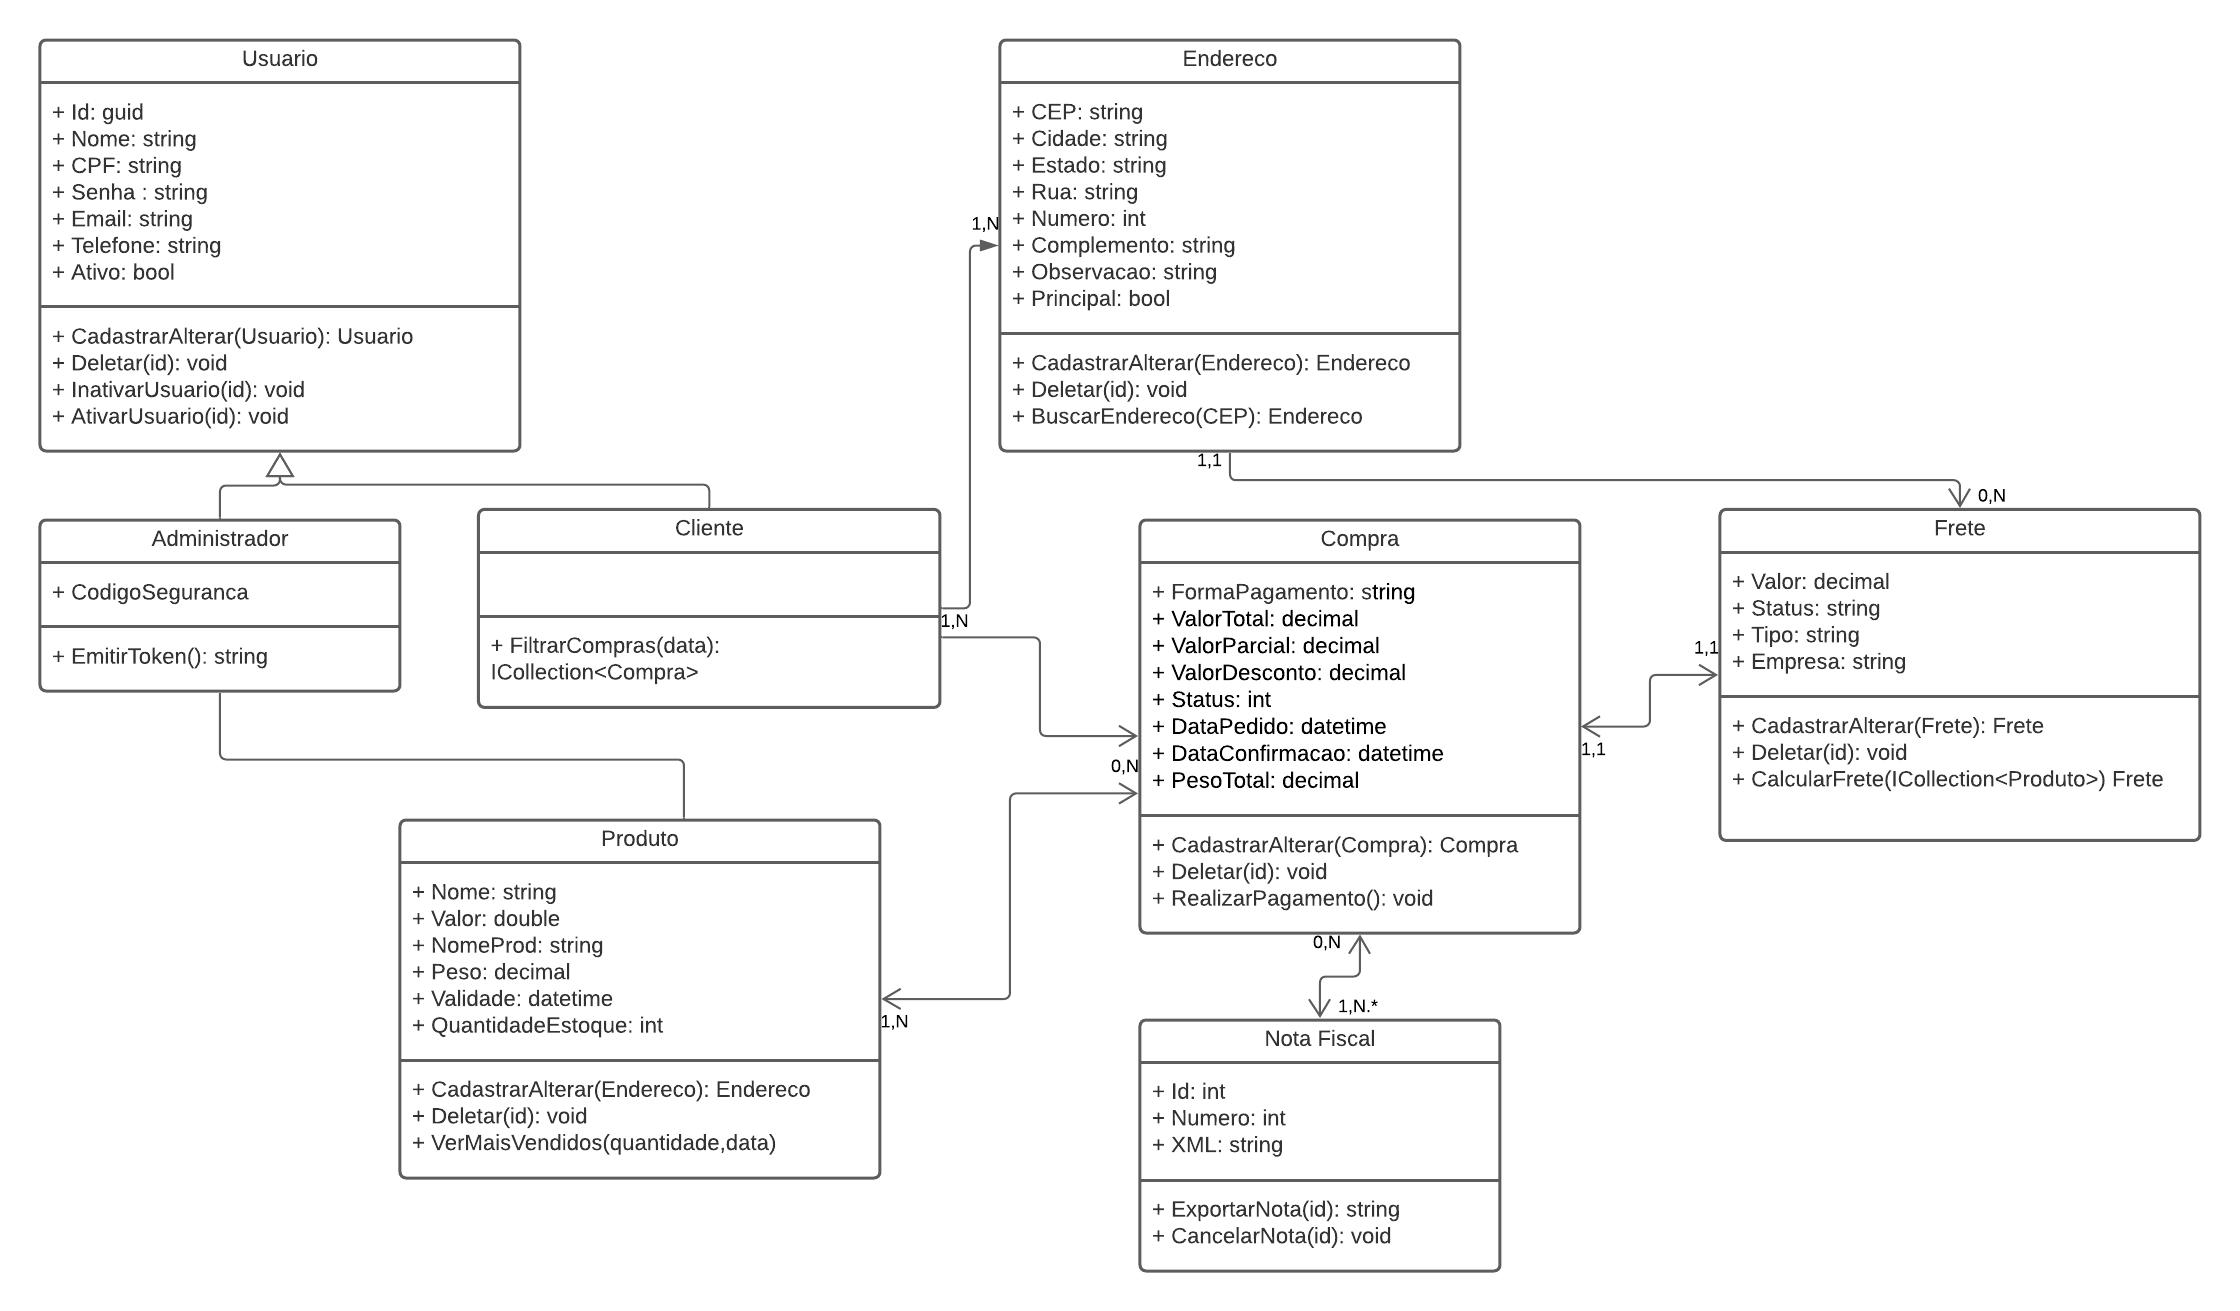 Usuario
+ Id: guid
+ Nome: string
+ CPF: string
+ Senha : string
+ Email: string
+ Telefone: string
+ Ativo: bool
+ CadastrarAlterar(Usuario): Usuario
+ Deletar(id): void
+ InativarUsuario(id): void
+ AtivarUsuario(id): void
Endereco
+ CEP: string
+ Cidade: string
+ Estado: string
+ Rua: string
+ Numero: int
+ Complemento: string
+ Observacao: string
+ Principal: bool
+ CadastrarAlterar(Endereco): Endereco
+ Deletar(id): void
+ BuscarEndereco(CEP): Endereco
1,N
1,1
0,N
Administrador
+ CodigoSeguranca
+ EmitirToken(): string
Cliente
+ FiltrarCompras(data):
ICollection<Compra>
1,N
Compra
+ FormaPagamento: string
+ ValorTotal: decimal
+ ValorParcial: decimal
+ ValorDesconto: decimal
+ Status: int
+ DataPedido: datetime
+ DataConfirmacao: datetime
+ PesoTotal: decimal
+ CadastrarAlterar(Compra): Compra
+ Deletar(id): void
+ RealizarPagamento(): void
0,N
1,1
1,1
Frete
+ Valor: decimal
+ Status: string
+ Tipo: string
+ Empresa: string
+ CadastrarAlterar(Frete): Frete
+ Deletar(id): void
+ CalcularFrete(ICollection<Produto>) Frete
Produto
+ Nome: string
+ Valor: double
+ NomeProd: string
+ Peso: decimal
+ Validade: datetime
+ QuantidadeEstoque: int
+ CadastrarAlterar(Endereco): Endereco
+ Deletar(id): void
+ VerMaisVendidos(quantidade,data)
1,N
0,N
1,N.*
Nota Fiscal
+ Id: int
+ Numero: int
+ XML: string
+ ExportarNota(id): string
+ CancelarNota(id): void